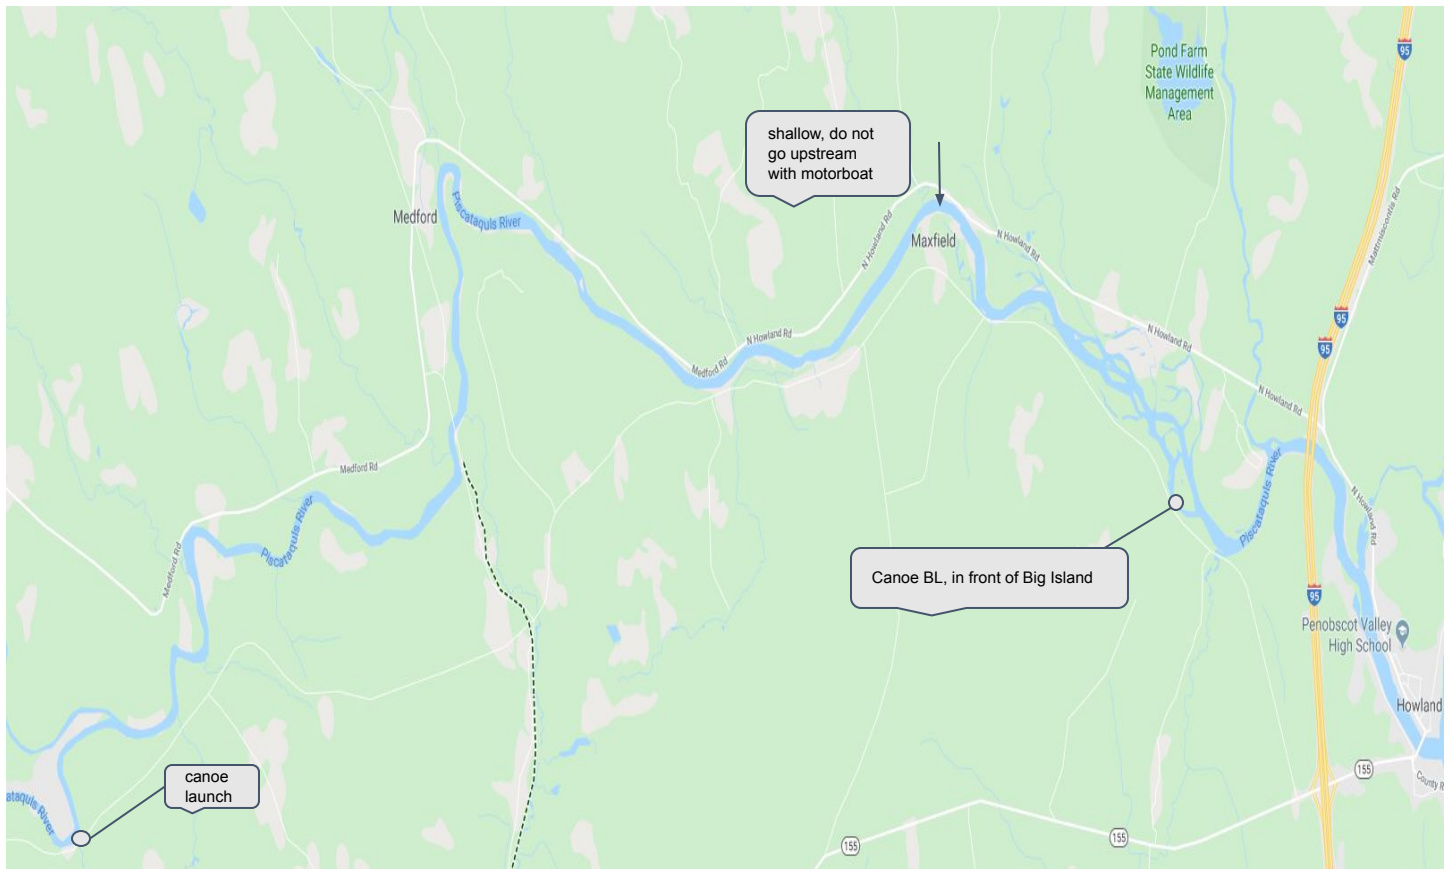 95
Pond Farm
State Wildlife
Management
Area
shallow, do not
go upstream
with motorboat
Mattmiscontis Rd
Medford
Piscataquis River
N Howland Rd
Maxfield
N Howland Rd
95
N Howland Rd
95
N Howland Rd
Medford Rd
N Howland Rd
Medford Rd
Piscataquis River
Piscataquis River
N Howland Rd
Medford Rd
Canoe BL, in front of Big Island
95
Penobscot Valley
High School
Howland
canoe
launch
155
County R
ataquis River
155
155